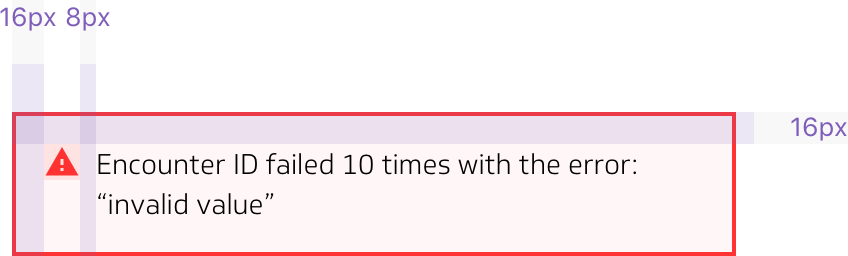 16px 8px
16px
Encounter ID failed 10 times with the error:
“invalid value”